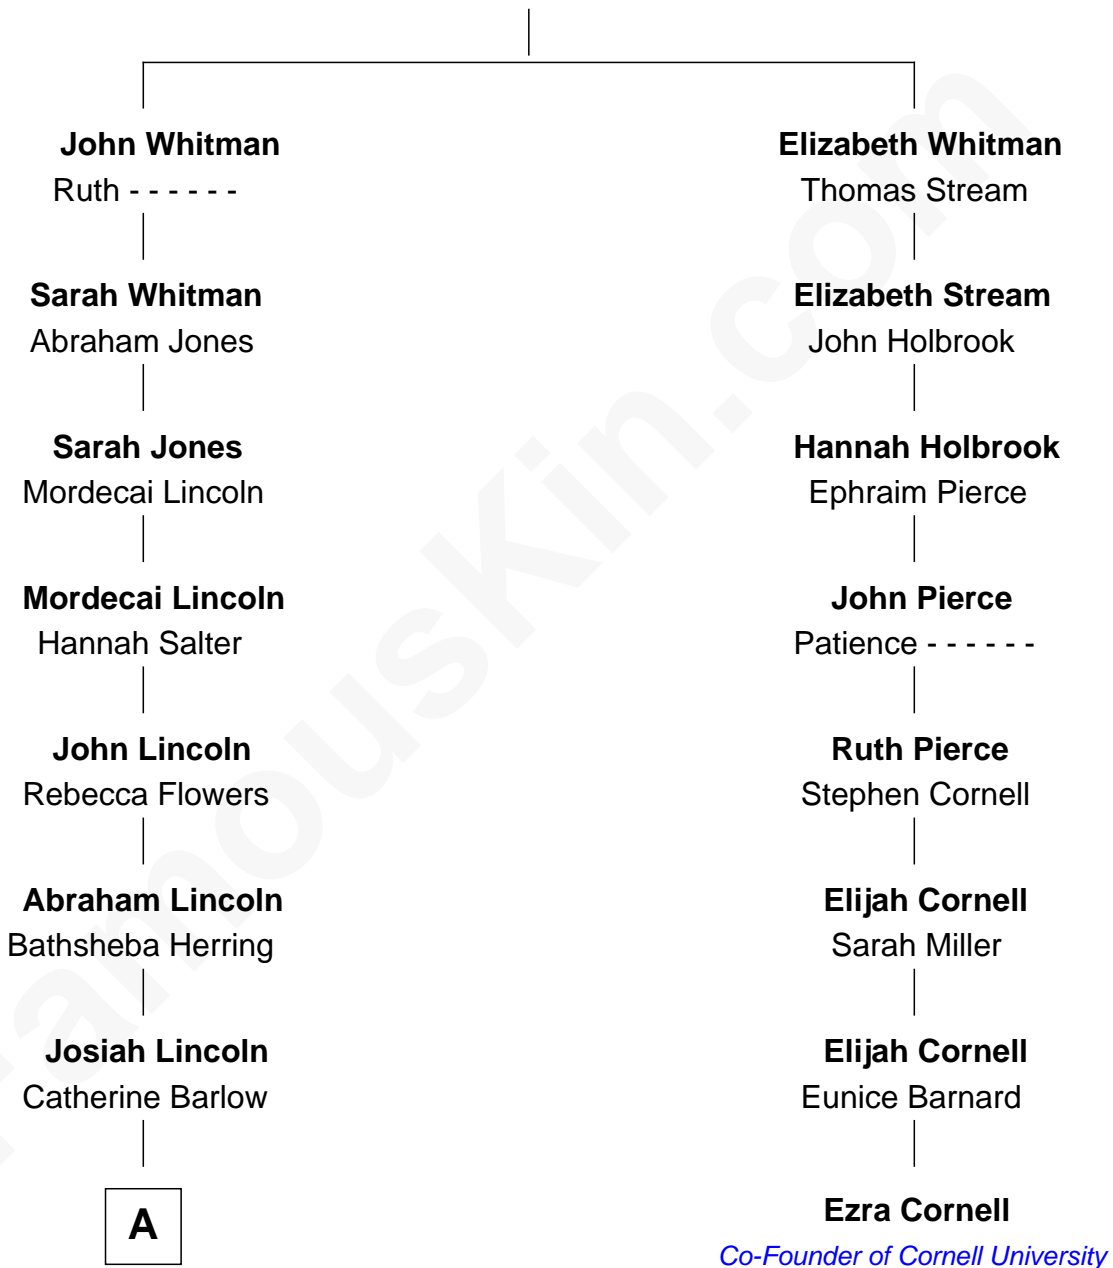 John Whitman
Ruth - - - - - -
Elizabeth Whitman
Thomas Stream
Sarah Whitman
Abraham Jones
Elizabeth Stream
John Holbrook
Sarah Jones
Mordecai Lincoln
Hannah Holbrook
Ephraim Pierce
Mordecai Lincoln
Hannah Salter
John Pierce
Patience - - - - - -
John Lincoln
Rebecca Flowers
Ruth Pierce
Stephen Cornell
Abraham Lincoln
Bathsheba Herring
Elijah Cornell
Sarah Miller
Josiah Lincoln
Catherine Barlow
Elijah Cornell
Eunice Barnard
A
Ezra Cornell
Co-Founder of Cornell University
FamousKin.com